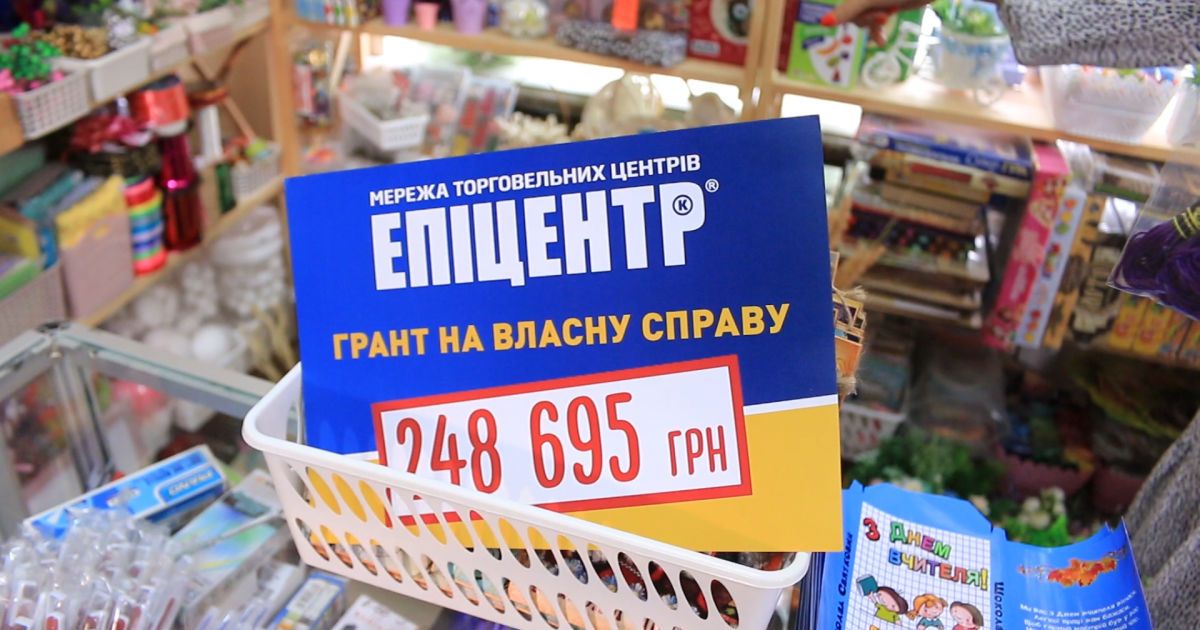 МЕРЕЖА ТОРГОВЕЛЬНИХ ЦЕНТРІВ
ЕПІЦЕНТР®
К
ГРАНТ НА ВЛАСНУ СПРАВУ
248 695 ГРН
З ДНЕМ
ВЧИТЕЛЯ!